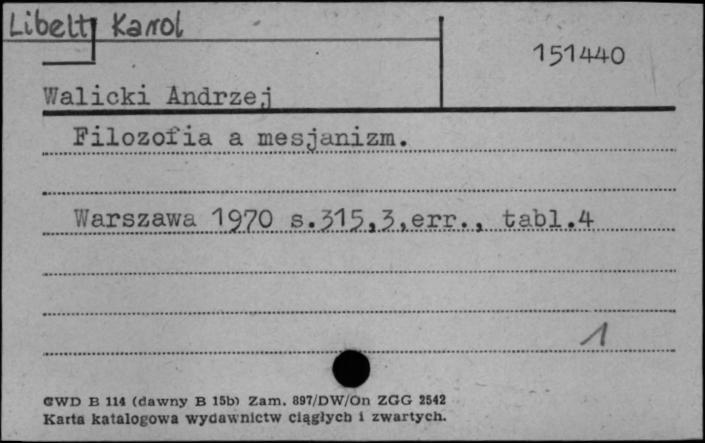 Libelt Karol
151440
Walicki Andrzej
Filozofia a mesjanizm.
Warszawa 1970 s.315,3,err., tabl.4
1
GWD B 114 (dawny B 15b) Zam. 897/DW/On ZGG 2542
Karta katalogowa wydawnictw ciągłych i zwartych.